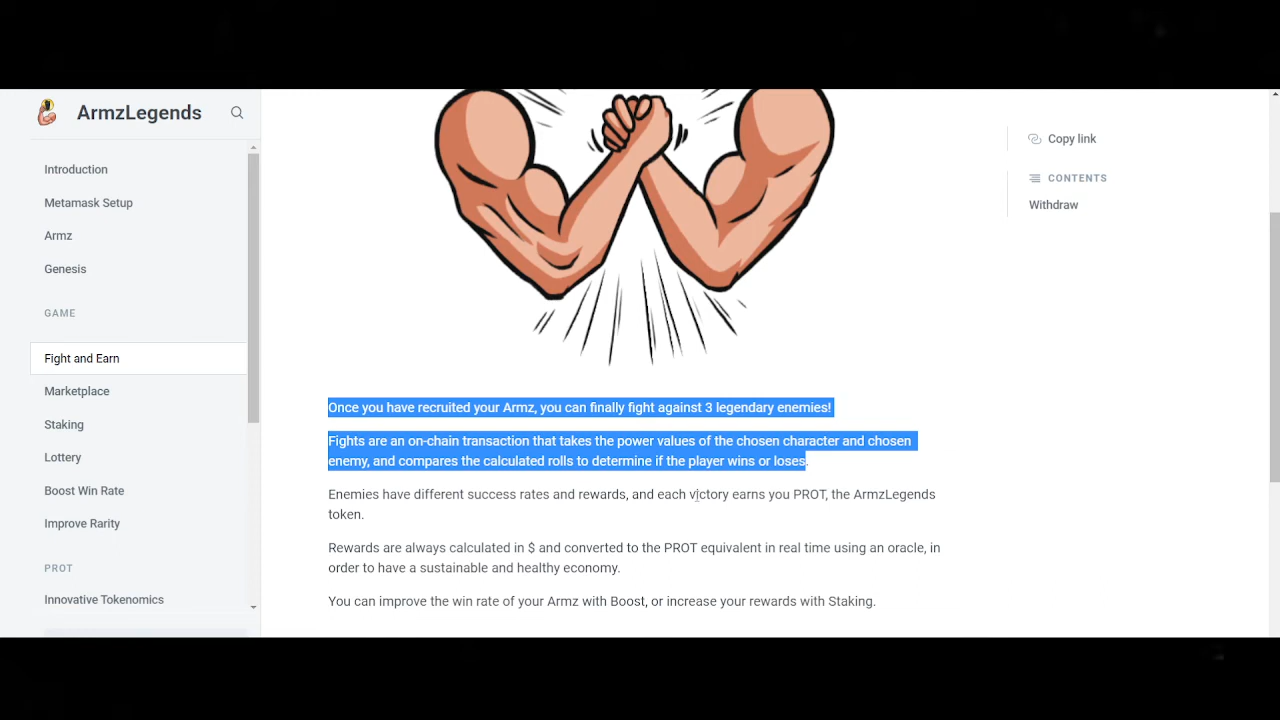 ArmzLegends
Introduction
Metamask Setup
Armz
Genesis
GAME
Fight and Earn
Marketplace
Staking
Lottery
Boost Win Rate
Improve Rarity
PROT
Innovative Tokenomics
Once you have recruited your Armz, you can finally fight against 3 legendary enemies!
Fights are an on-chain transaction that takes the power values of the chosen character and chosen
enemy, and compares the calculated rolls to determine if the player wins or loses.
Enemies have different success rates and rewards, and each victory earns you PROT, the ArmzLegends
token.
Rewards are always calculated in $ and converted to the PROT equivalent in real time using an oracle, in
order to have a sustainable and healthy economy.
You can improve the win rate of your Armz with Boost, or increase your rewards with Staking.
Copy link
CONTENTS
Withdraw